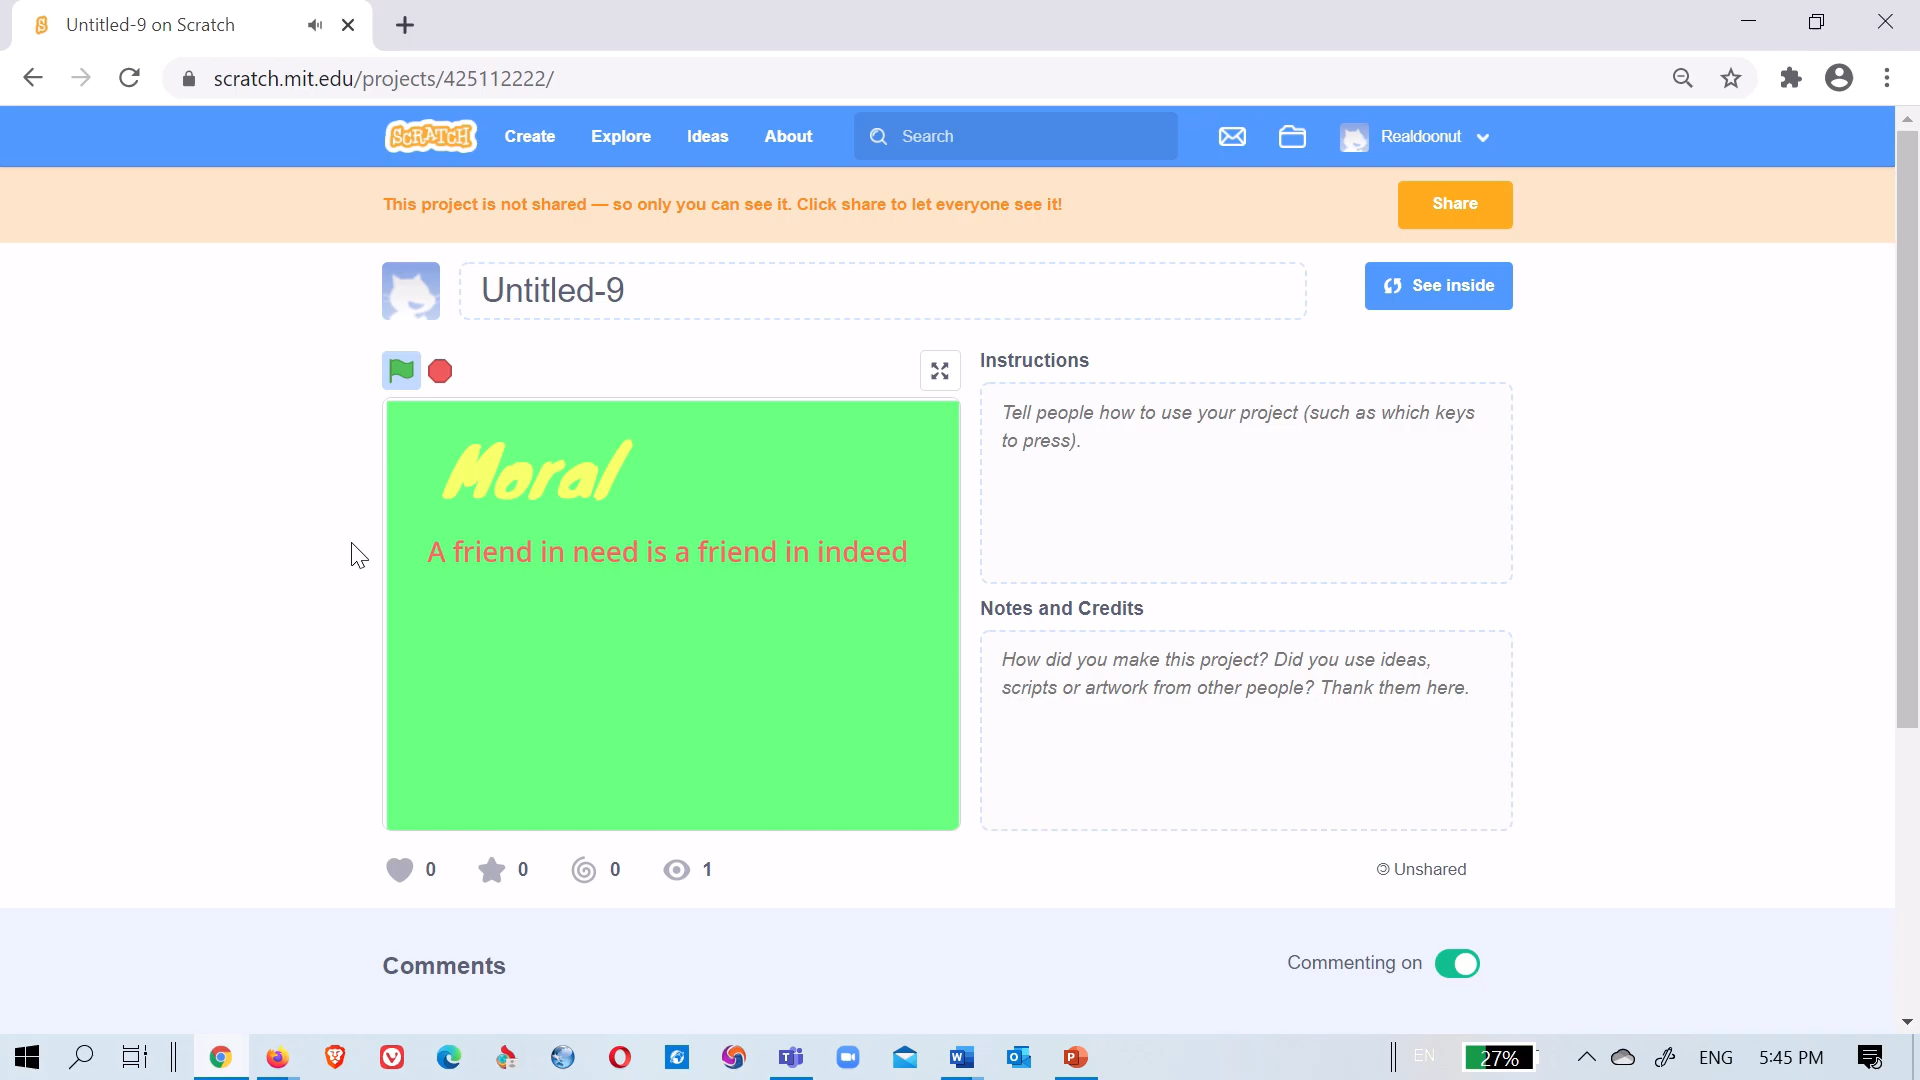 Untitled-9 on Scratch
scratch.mit.edu/projects/425112222/
SCRATCH Create Explore Ideas About Search Realdoonut
This project is not shared — so only you can see it. Click share to let everyone see it! Share
Untitled-9 See inside
Instructions
Tell people how to use your project (such as which keys
to press).
Moral
A friend in need is a friend in indeed
Notes and Credits
How did you make this project? Did you use ideas,
scripts or artwork from other people? Thank them here.
0 0 0 1 Unshared
Comments Commenting on
EN 27% ENG 5:45 PM